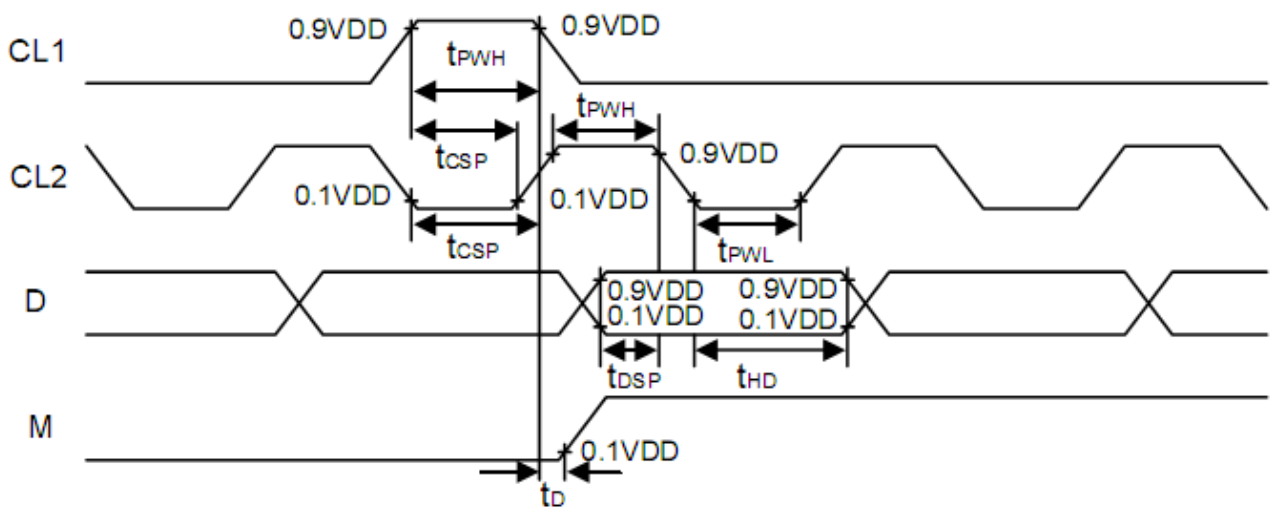 CL1
0.9VDD
0.9VDD
tPWH
tPWH
tCSP
CL2
0.9VDD
0.1VDD
0.1VDD
tCSP
tPWL
D
0.9VDD
0.9VDD
0.1VDD
0.1VDD
tDSP
tHD
M
0.1VDD
tD